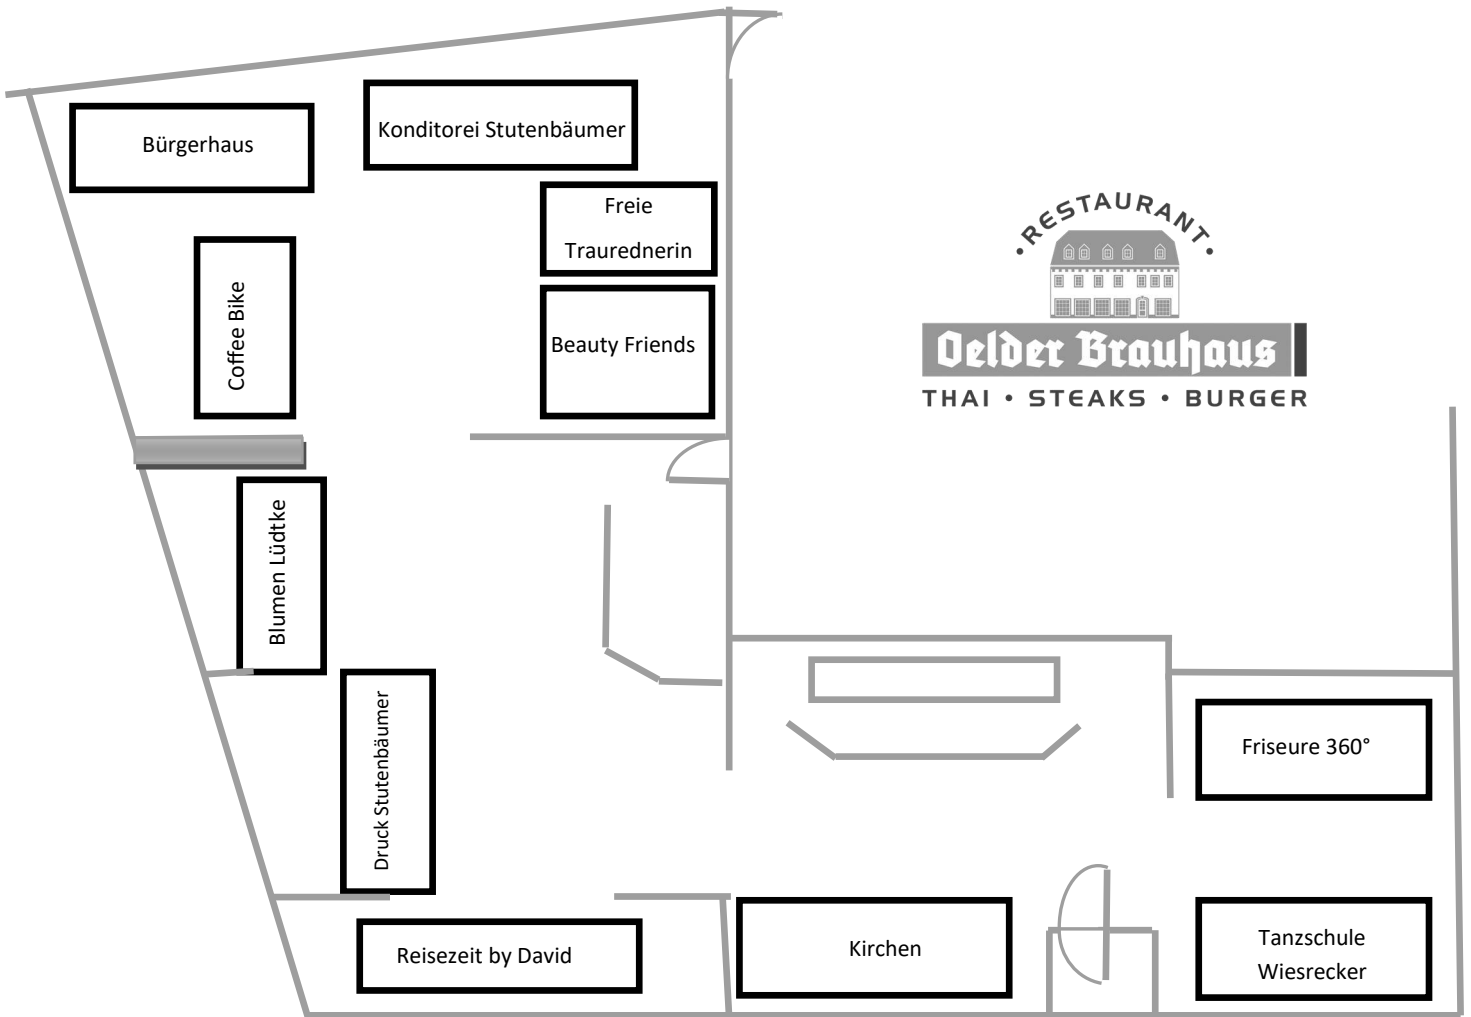 Bürgerhaus
Konditorei Stutenbäumer
Freie
Traurednerin
Coffee Bike
Beauty Friends
• RESTAURANT •
Oelder Brauhaus
THAI • STEAKS • BURGER
Blumen Lüdtke
Druck Stutenbäumer
Friseure 360°
Reisezeit by David
Kirchen
Tanzschule
Wiesrecker